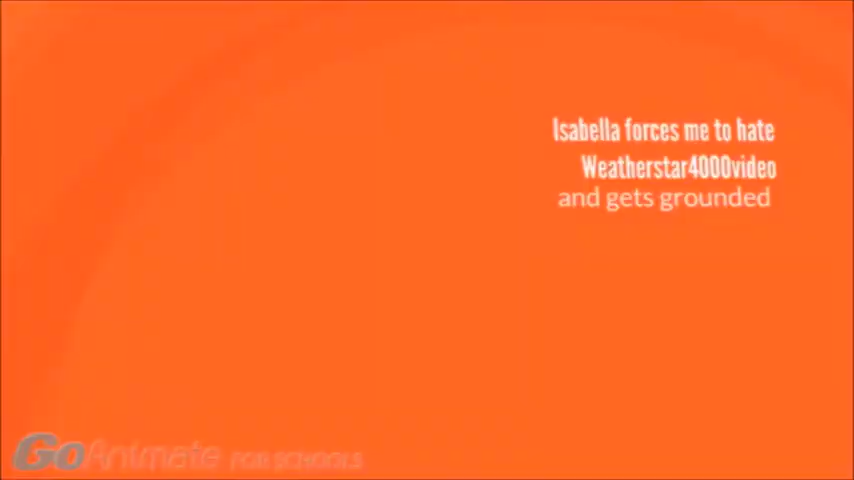 Isabella forces me to hate
Weatherstar4000video
and gets grounded
GoAnimate FOR SCHOOLS